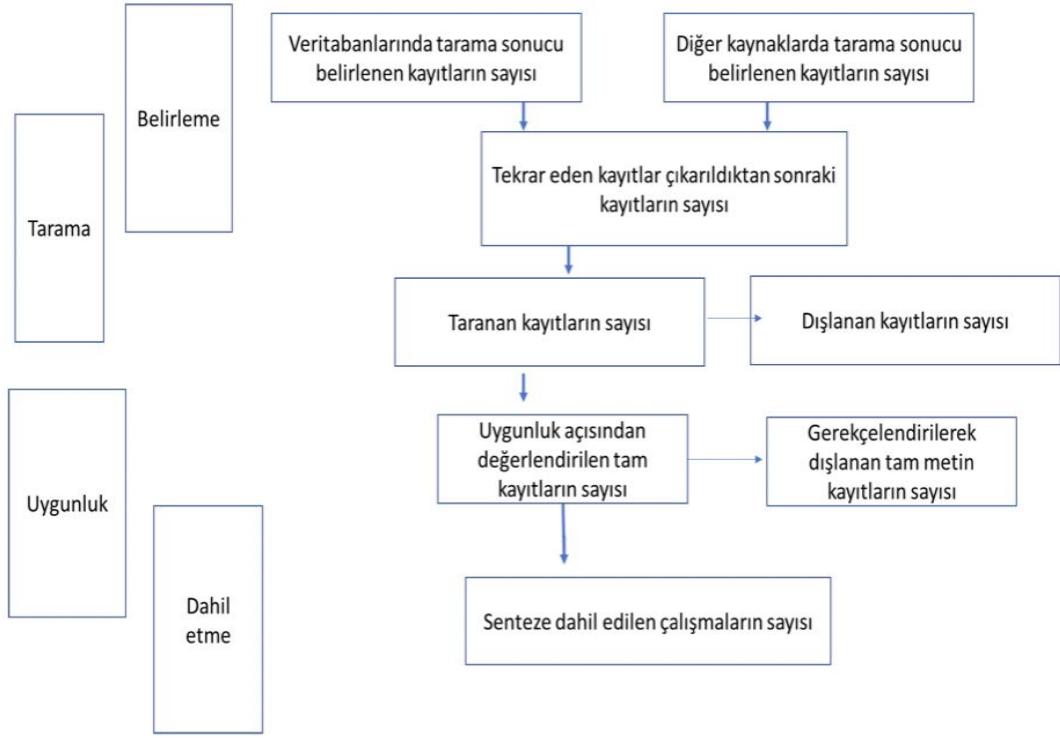 Belirleme
Tarama
Uygunluk
Dahil
etme
Veritabanlarında tarama sonucu
belirlenen kayıtların sayısı
Diğer kaynaklarda tarama sonucu
belirlenen kayıtların sayısı
Tekrar eden kayıtlar çıkarıldıktan sonraki
kayıtların sayısı
Taranan kayıtların sayısı
Dışlanan kayıtların sayısı
Uygunluk açısından
değerlendirilen tam
kayıtların sayısı
Gerekçelendirilerek
dışlanan tam metin
kayıtların sayısı
Senteze dahil edilen çalışmaların sayısı